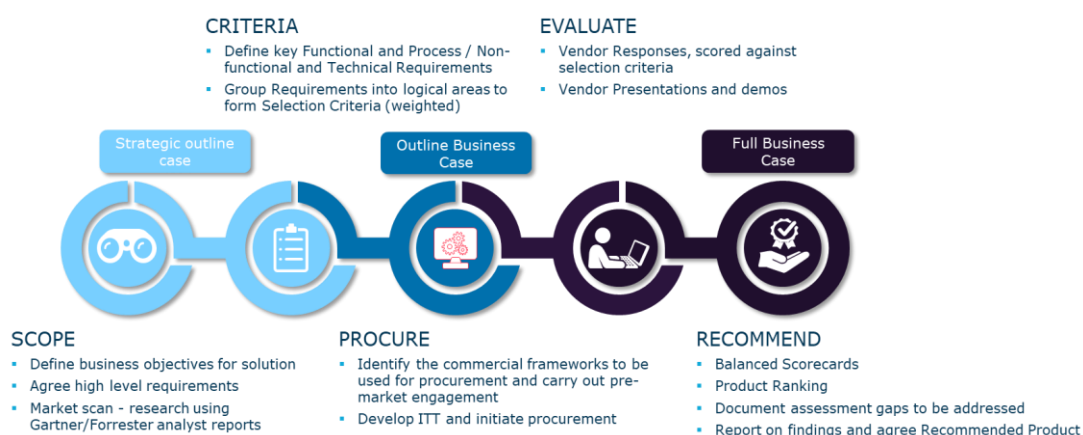 CRITERIA
▪ Define key Functional and Process / Non-
functional and Technical Requirements
▪ Group Requirements into logical areas to
form Selection Criteria (weighted)
EVALUATE
▪ Vendor Responses, scored against
selection criteria
▪ Vendor Presentations and demos
Strategic outline
case
Outline Business
Case
Full Business
Case
SCOPE
▪ Define business objectives for solution
▪ Agree high level requirements
▪ Market scan - research using
Gartner/Forrester analyst reports
PROCURE
▪ Identify the commercial frameworks to be
used for procurement and carry out pre-
market engagement
▪ Develop ITT and initiate procurement
RECOMMEND
▪ Balanced Scorecards
▪ Product Ranking
▪ Document assessment gaps to be addressed
▪ Report on findings and agree Recommended Product